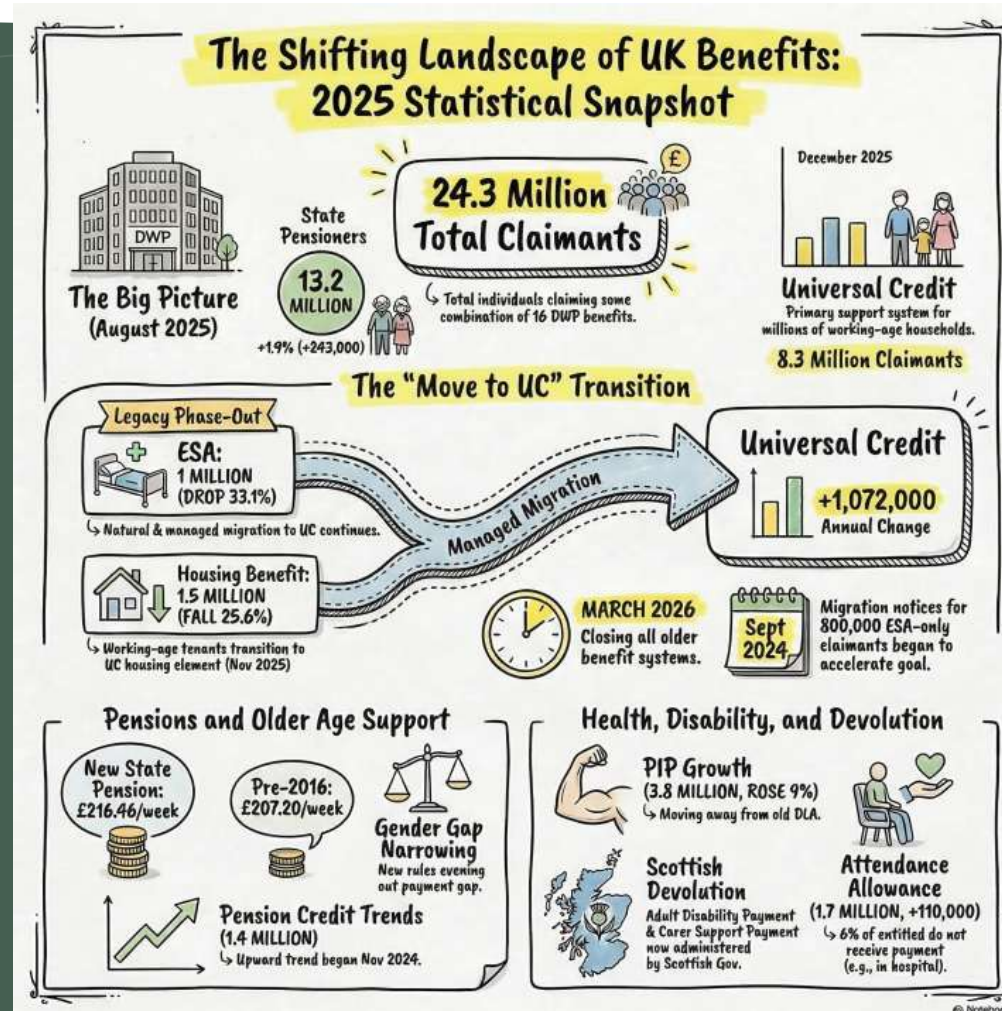 The Shifting Landscape of UK Benefits:
2025 Statistical Snapshot
DWP
The Big Picture
(August 2025)
State
Pensioners
13.2
MILLION
+1.9% (+243,000)
£
24.3 Million
Total Claimants
Total individuals claiming some
combination of 16 DWP benefits.
December 2025
Universal Credit
Primary support system for
millions of working-age households.
8.3 Million Claimants
The "Move to UC" Transition
Legacy Phase-Out
ESA:
1 MILLION
(DROP 33.1%)
Natural & managed migration to UC continues.
Housing Benefit:
1.5 MILLION
(FALL 25.6%)
Working-age tenants transition to
UC housing element (Nov 2025)
Managed Migration
Universal Credit
+1,072,000
Annual Change
MARCH 2026
Closing all older
benefit systems.
Sept
2024
Migration notices for
800,000 ESA-only
claimants began to
accelerate goal.
Pensions and Older Age Support
New State
Pension:
£216.46/week
Pre-2016:
£207.20/week
Gender Gap
Narrowing
New rules evening
out payment gap.
Pension Credit Trends
(1.4 MILLION)
Upward trend began Nov 2024.
Health, Disability, and Devolution
PIP Growth
(3.8 MILLION, ROSE 9%)
Moving away from old DLA.
Scottish
Devolution
Adult Disability Payment
& Carer Support Payment
now administered
by Scottish Gov.
Attendance
Allowance
(1.7 MILLION, +110,000)
6% of entitled do not
receive payment
(e.g., in hospital).